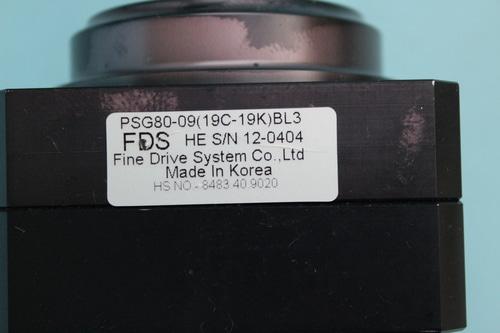 PSG80-09(19C-19K)BL3
FDS HE S/N 12-0404
Fine Drive System Co.,Ltd
Made In Korea
HS NO - 8483.40.9020